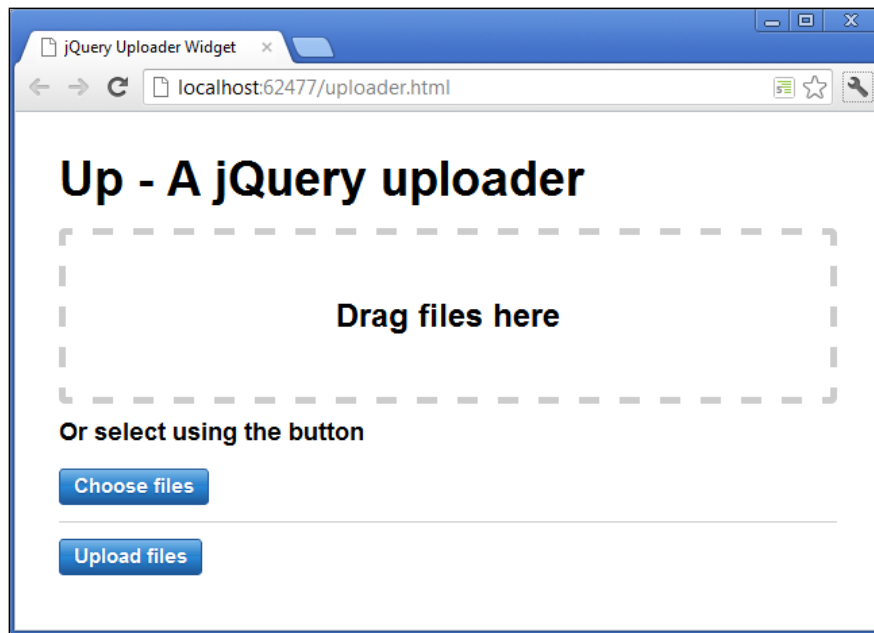 jQuery Uploader Widget
localhost:62477/uploader.html
Up - A jQuery uploader
Drag files here
Or select using the button
Choose files
Upload files